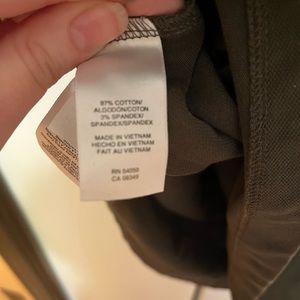 97% COTTON/
ALGODÓN/COTON
3% SPANDEX/
SPANDEX/SPANDEX
MADE IN VIETNAM
HECHO EN VIETNAM
FAIT AU VIETNAM
RN 54050
CA 08349